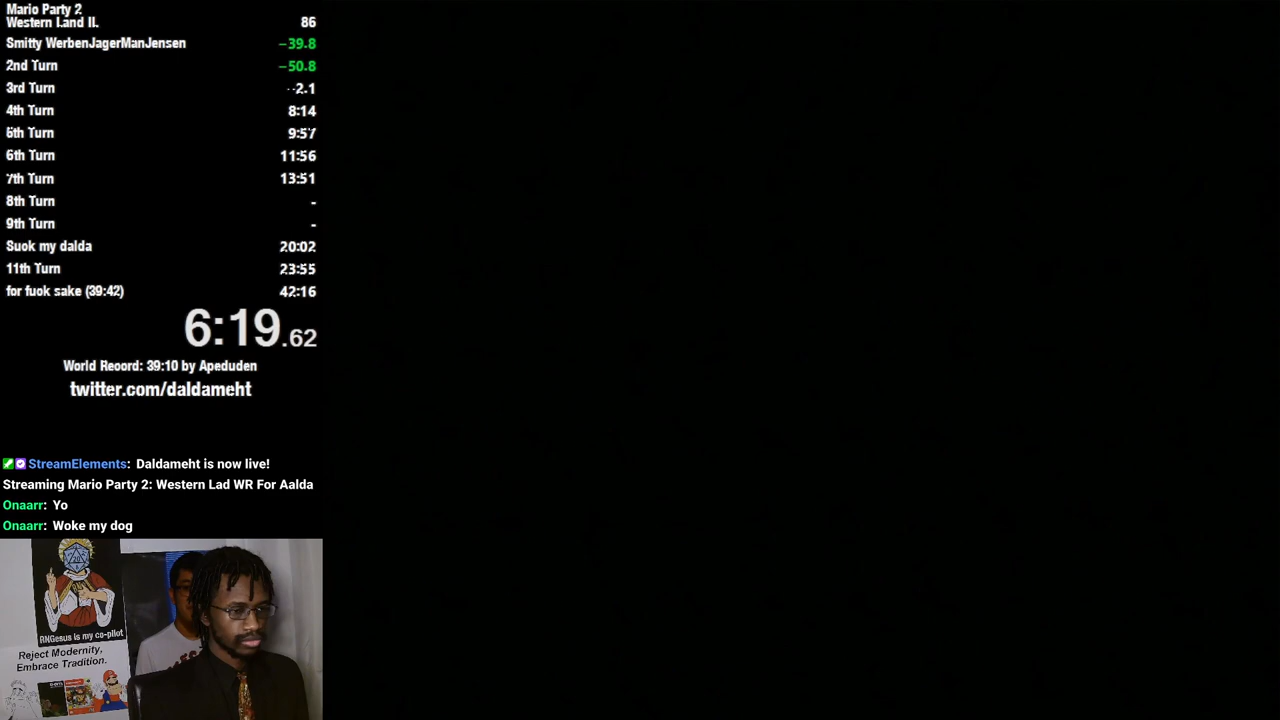 Mario Party 2
Western Land II. 86
Smitty WerbenJagerManJensen -39.8
2nd Turn -50.8
3rd Turn -2.1
4th Turn 8:14
5th Turn 9:57
6th Turn 11:56
7th Turn 13:51
8th Turn -
9th Turn -
Suok my dalda 20:02
11th Turn 23:55
for fuok sake (39:42) 42:16
6:19.62
World Reoord: 39:10 by Apeduden
twitter.com/daldameht
StreamElements: Daldameht is now live!
Streaming Mario Party 2: Western Lad WR For Aalda
Onaarr: Yo
Onaarr: Woke my dog
RNGesus is my co-pilot
Reject Modernity,
Embrace Tradition.